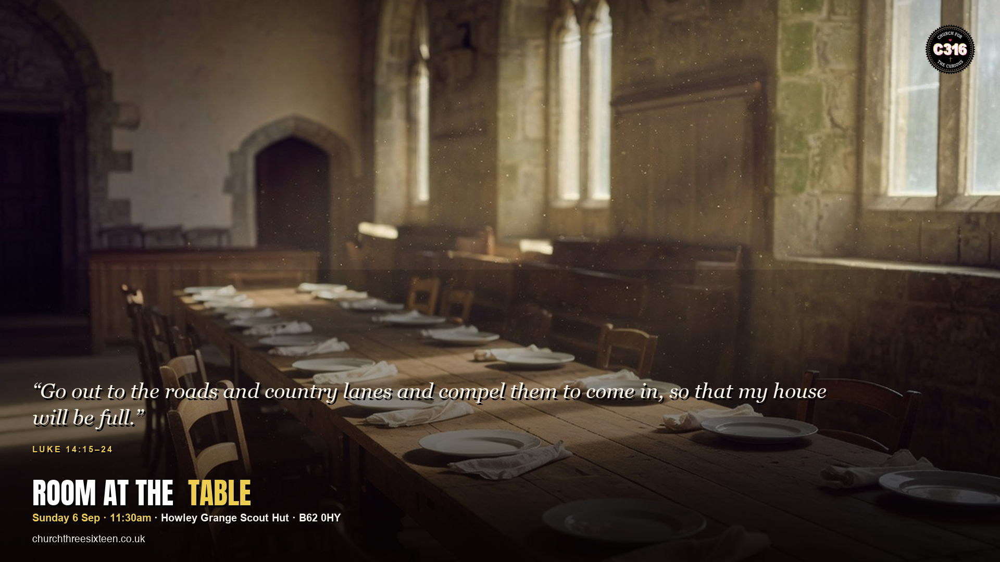 CHURCH FOR
C316
THE CURIOUS
“Go out to the roads and country lanes and compel them to come in, so that my house
will be full.”
LUKE 14:15–24
ROOM AT THE TABLE
Sunday 6 Sep · 11:30am · Howley Grange Scout Hut · B62 0HY
churchthreesixteen.co.uk